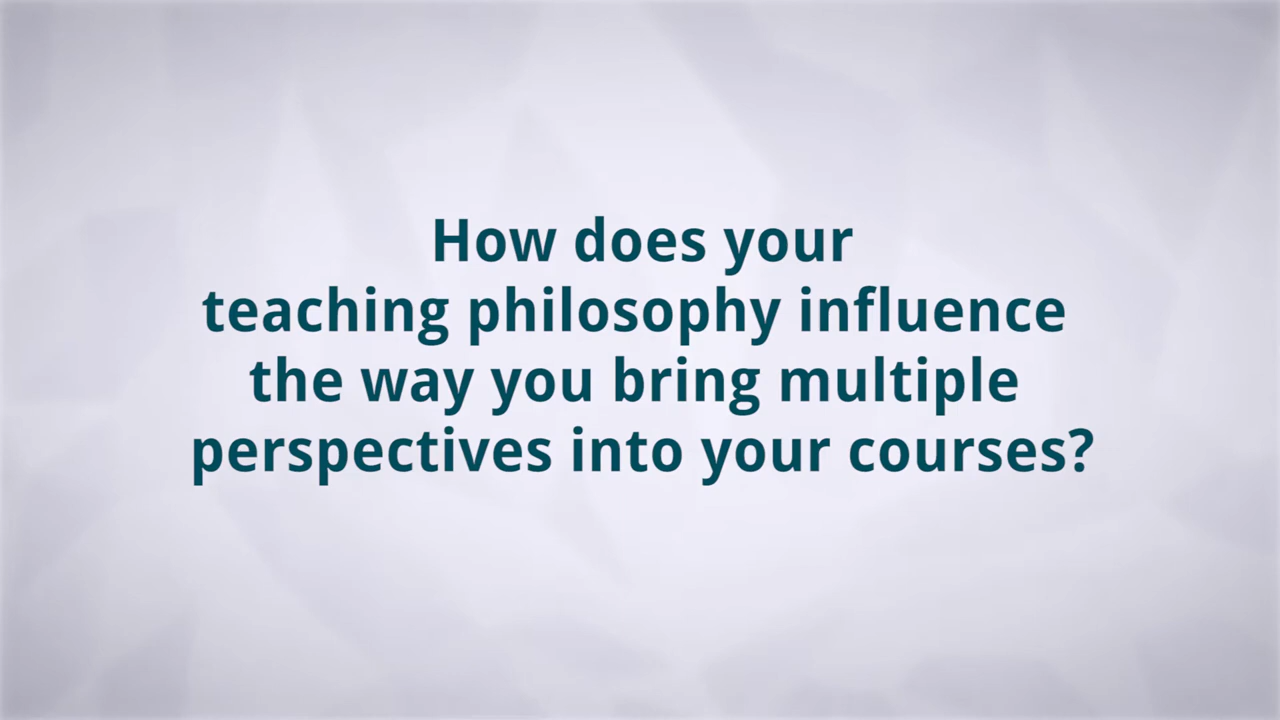 How does your
teaching philosophy influence
the way you bring multiple
perspectives into your courses?